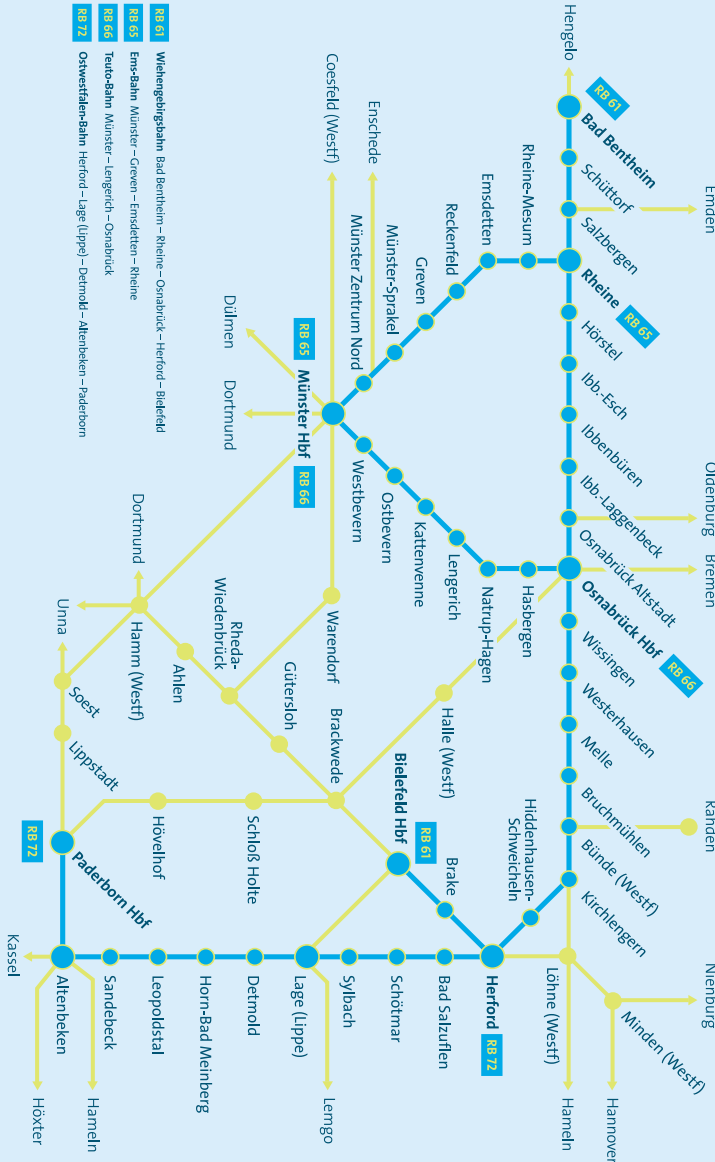 Hengelo
RB 61
Bad Bentheim
Schüttorf
Emden
Salzbergen
Rheine
RB 65
Hörstel
Ibb.-Esch
Ibbenbüren
Ibb.-Laggenbeck
Oldenburg
Osnabrück Altstadt
Bremen
Osnabrück Hbf
RB 66
Wissingen
Westerhausen
Melle
Bruchmühlen
Rahden
Bünde (Westf)
Kirchlengern
Löhne (Westf)
Minden (Westf)
Nienburg
Hannover
Hameln
Rheine-Mesum
Emsdetten
Reckenfeld
Greven
Münster-Sprakel
Münster Zentrum Nord
Enschede
Coesfeld (Westf)
RB 65
Münster Hbf
RB 66
Dülmen
Dortmund
Westbevern
Ostbevern
Kattenvenne
Lengerich
Natrup-Hagen
Hasbergen
Warendorf
Halle (Westf)
Hiddenhausen-
Schweicheln
Brake
Bielefeld Hbf
RB 61
Brackwede
Gütersloh
Rheda-
Wiedenbrück
Ahlen
Hamm (Westf)
Dortmund
Unna
Soest
Lippstadt
Schloß Holte
Hövelhof
Paderborn Hbf
RB 72
Herford
RB 72
Bad Salzuflen
Schötmar
Sylbach
Lage (Lippe)
Lemgo
Detmold
Horn-Bad Meinberg
Leopoldstal
Sandebeck
Altenbeken
Kassel
Hameln
Höxter
RB 61 Wiehengebirgsbahn Bad Bentheim – Rheine – Osnabrück – Herford – Bielefeld
RB 65 Ems-Bahn Münster – Greven – Emsdetten – Rheine
RB 66 Teuto-Bahn Münster – Lengerich – Osnabrück
RB 72 Ostwestfalen-Bahn Herford – Lage (Lippe) – Detmold – Altenbeken – Paderborn